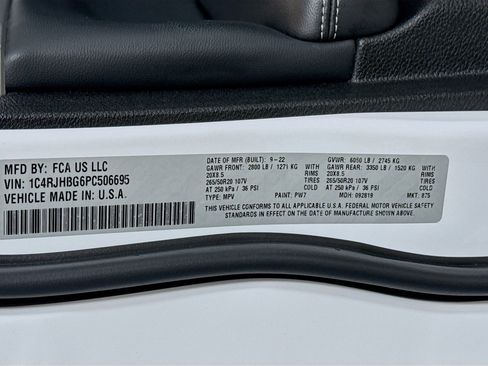 MFD BY: FCA US LLC
VIN: 1C4RJHBG6PC506695
VEHICLE MADE IN: U.S.A.
DATE OF MFR (BUILT): 9-22 GVWR: 6050 LB / 2745 KG
GAWR FRONT: 2800 LB / 1271 KG GAWR REAR: 3350 LB / 1520 KG
20X8.5 RIMS 20X8.5 RIMS
265/50R20 107V TIRES 265/50R20 107V TIRES
AT 250 kPa / 36 PSI AT 250 kPa / 36 PSI
TYPE: MPV PAINT: PW7 MDH: 092819 MKT: 875
THIS VEHICLE CONFORMS TO ALL APPLICABLE U.S.A. FEDERAL MOTOR VEHICLE SAFETY
STANDARDS IN EFFECT ON THE DATE OF MANUFACTURE SHOWN ABOVE